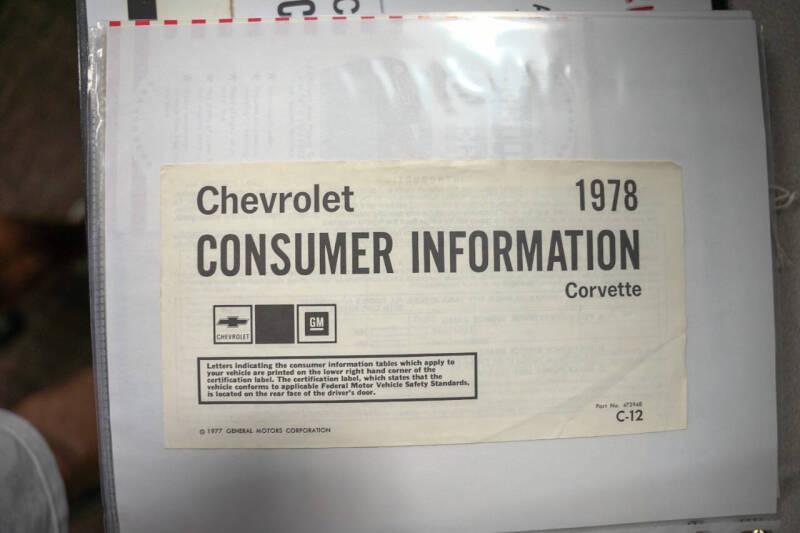 Chevrolet 1978
CONSUMER INFORMATION
Corvette
CHEVROLET GM
Letters indicating the consumer information tables which apply to
your vehicle are printed on the lower right hand corner of the
certification label. The certification label, which states that the
vehicle conforms to applicable Federal Motor Vehicle Safety Standards,
is located on the rear face of the driver's door.
Part No. 473948
C-12
© 1977 GENERAL MOTORS CORPORATION